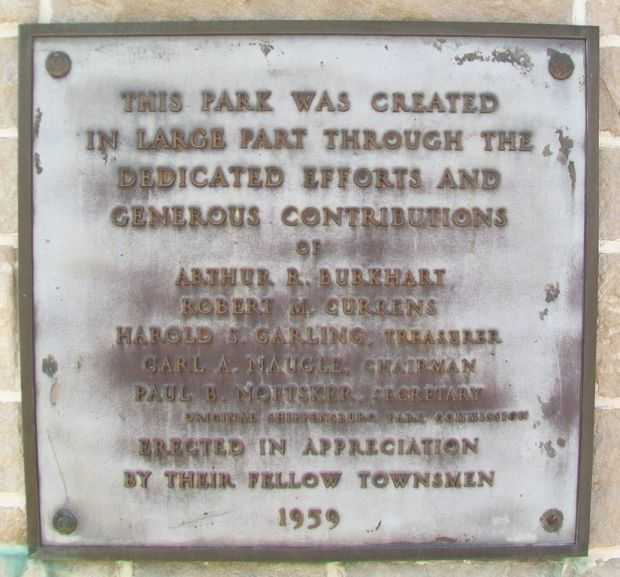 THIS PARK WAS CREATED
IN LARGE PART THROUGH THE
DEDICATED EFFORTS AND
GENEROUS CONTRIBUTIONS
OF
ARTHUR R. BURKHART
ROBERT M. CURRENS
HAROLD S. GARLING, TREASURER
CARL A. NAUGLE, CHAIRMAN
PAUL B. NOFTSKER, SECRETARY
ORIGINAL SHIPPENSBURG PARK COMMISSION
ERECTED IN APPRECIATION
BY THEIR FELLOW TOWNSMEN
1959